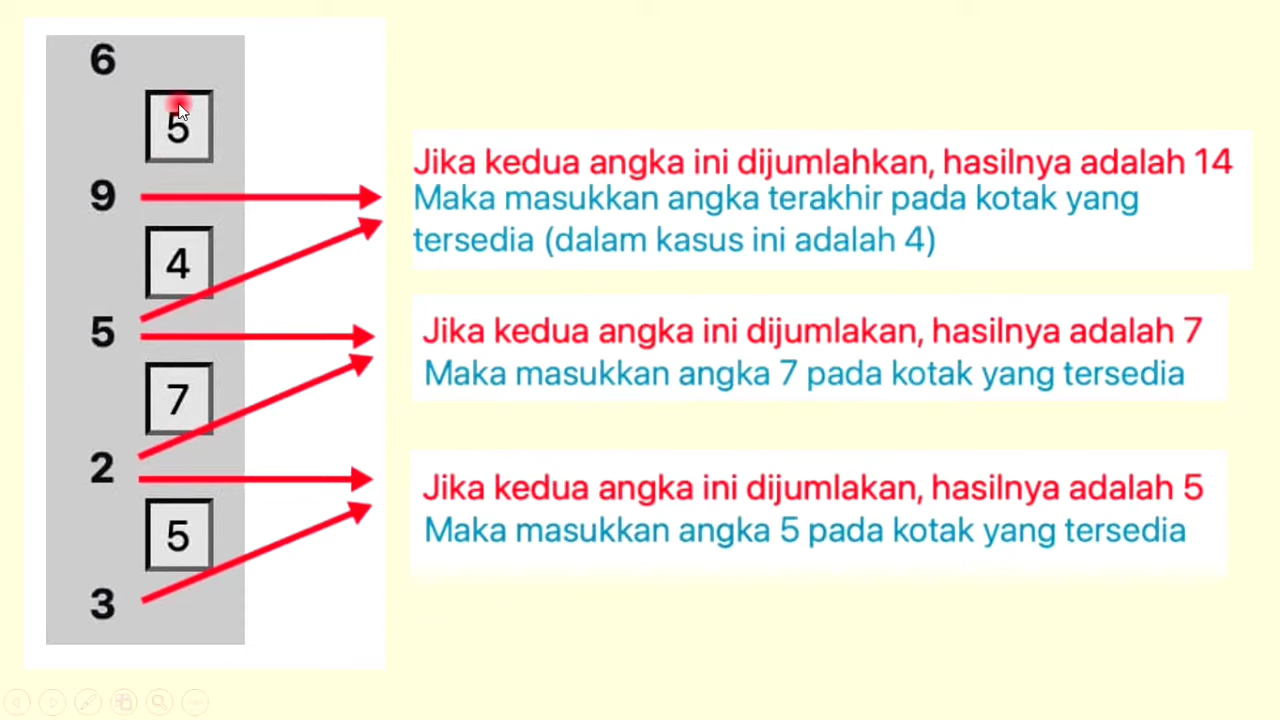 6
5
9
4
5
7
2
5
3
Jika kedua angka ini dijumlahkan, hasilnya adalah 14
Maka masukkan angka terakhir pada kotak yang
tersedia (dalam kasus ini adalah 4)
Jika kedua angka ini dijumlakan, hasilnya adalah 7
Maka masukkan angka 7 pada kotak yang tersedia
Jika kedua angka ini dijumlakan, hasilnya adalah 5
Maka masukkan angka 5 pada kotak yang tersedia